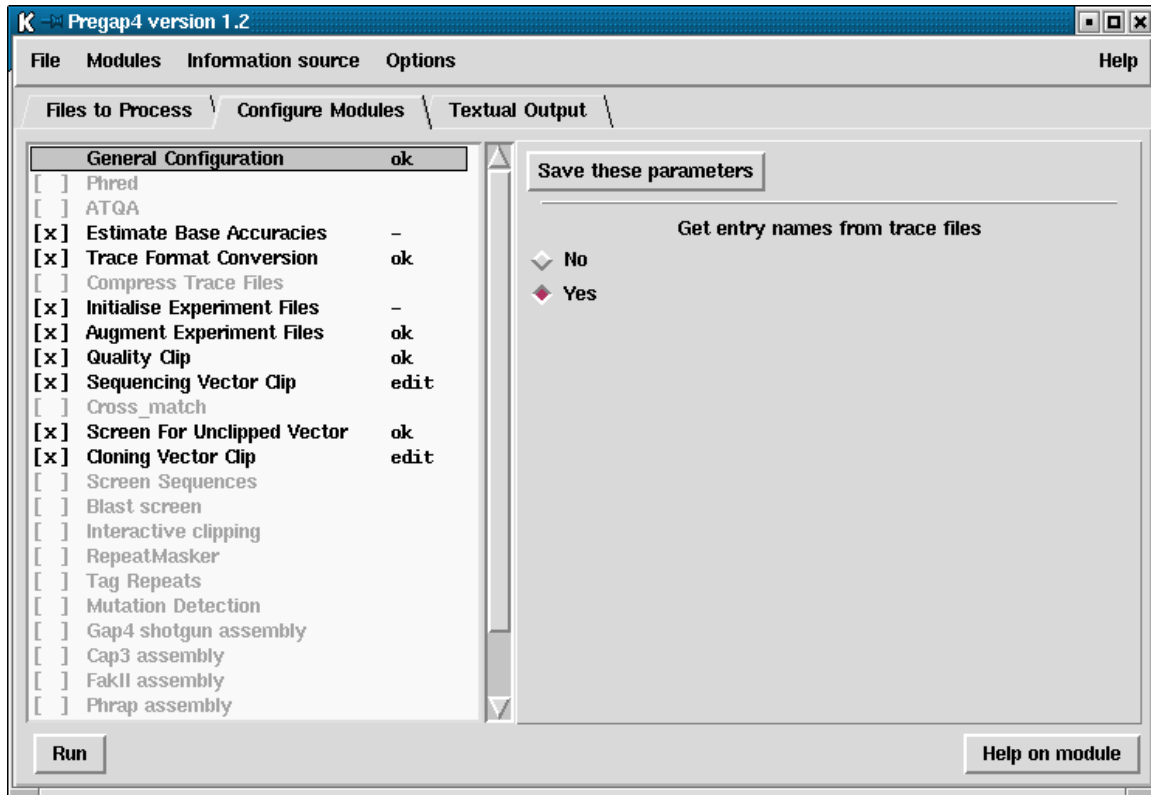 K Pregap4 version 1.2
File Modules Information source Options Help
Files to Process Configure Modules Textual Output
General Configuration ok
[ ] Phred
[ ] ATQA
[x] Estimate Base Accuracies -
[x] Trace Format Conversion ok
[ ] Compress Trace Files
[x] Initialise Experiment Files -
[x] Augment Experiment Files ok
[x] Quality Clip ok
[x] Sequencing Vector Clip edit
[ ] Cross_match
[x] Screen For Unclipped Vector ok
[x] Cloning Vector Clip edit
[ ] Screen Sequences
[ ] Blast screen
[ ] Interactive clipping
[ ] RepeatMasker
[ ] Tag Repeats
[ ] Mutation Detection
[ ] Gap4 shotgun assembly
[ ] Cap3 assembly
[ ] FakII assembly
[ ] Phrap assembly
Save these parameters
Get entry names from trace files
No
Yes
Run
Help on module